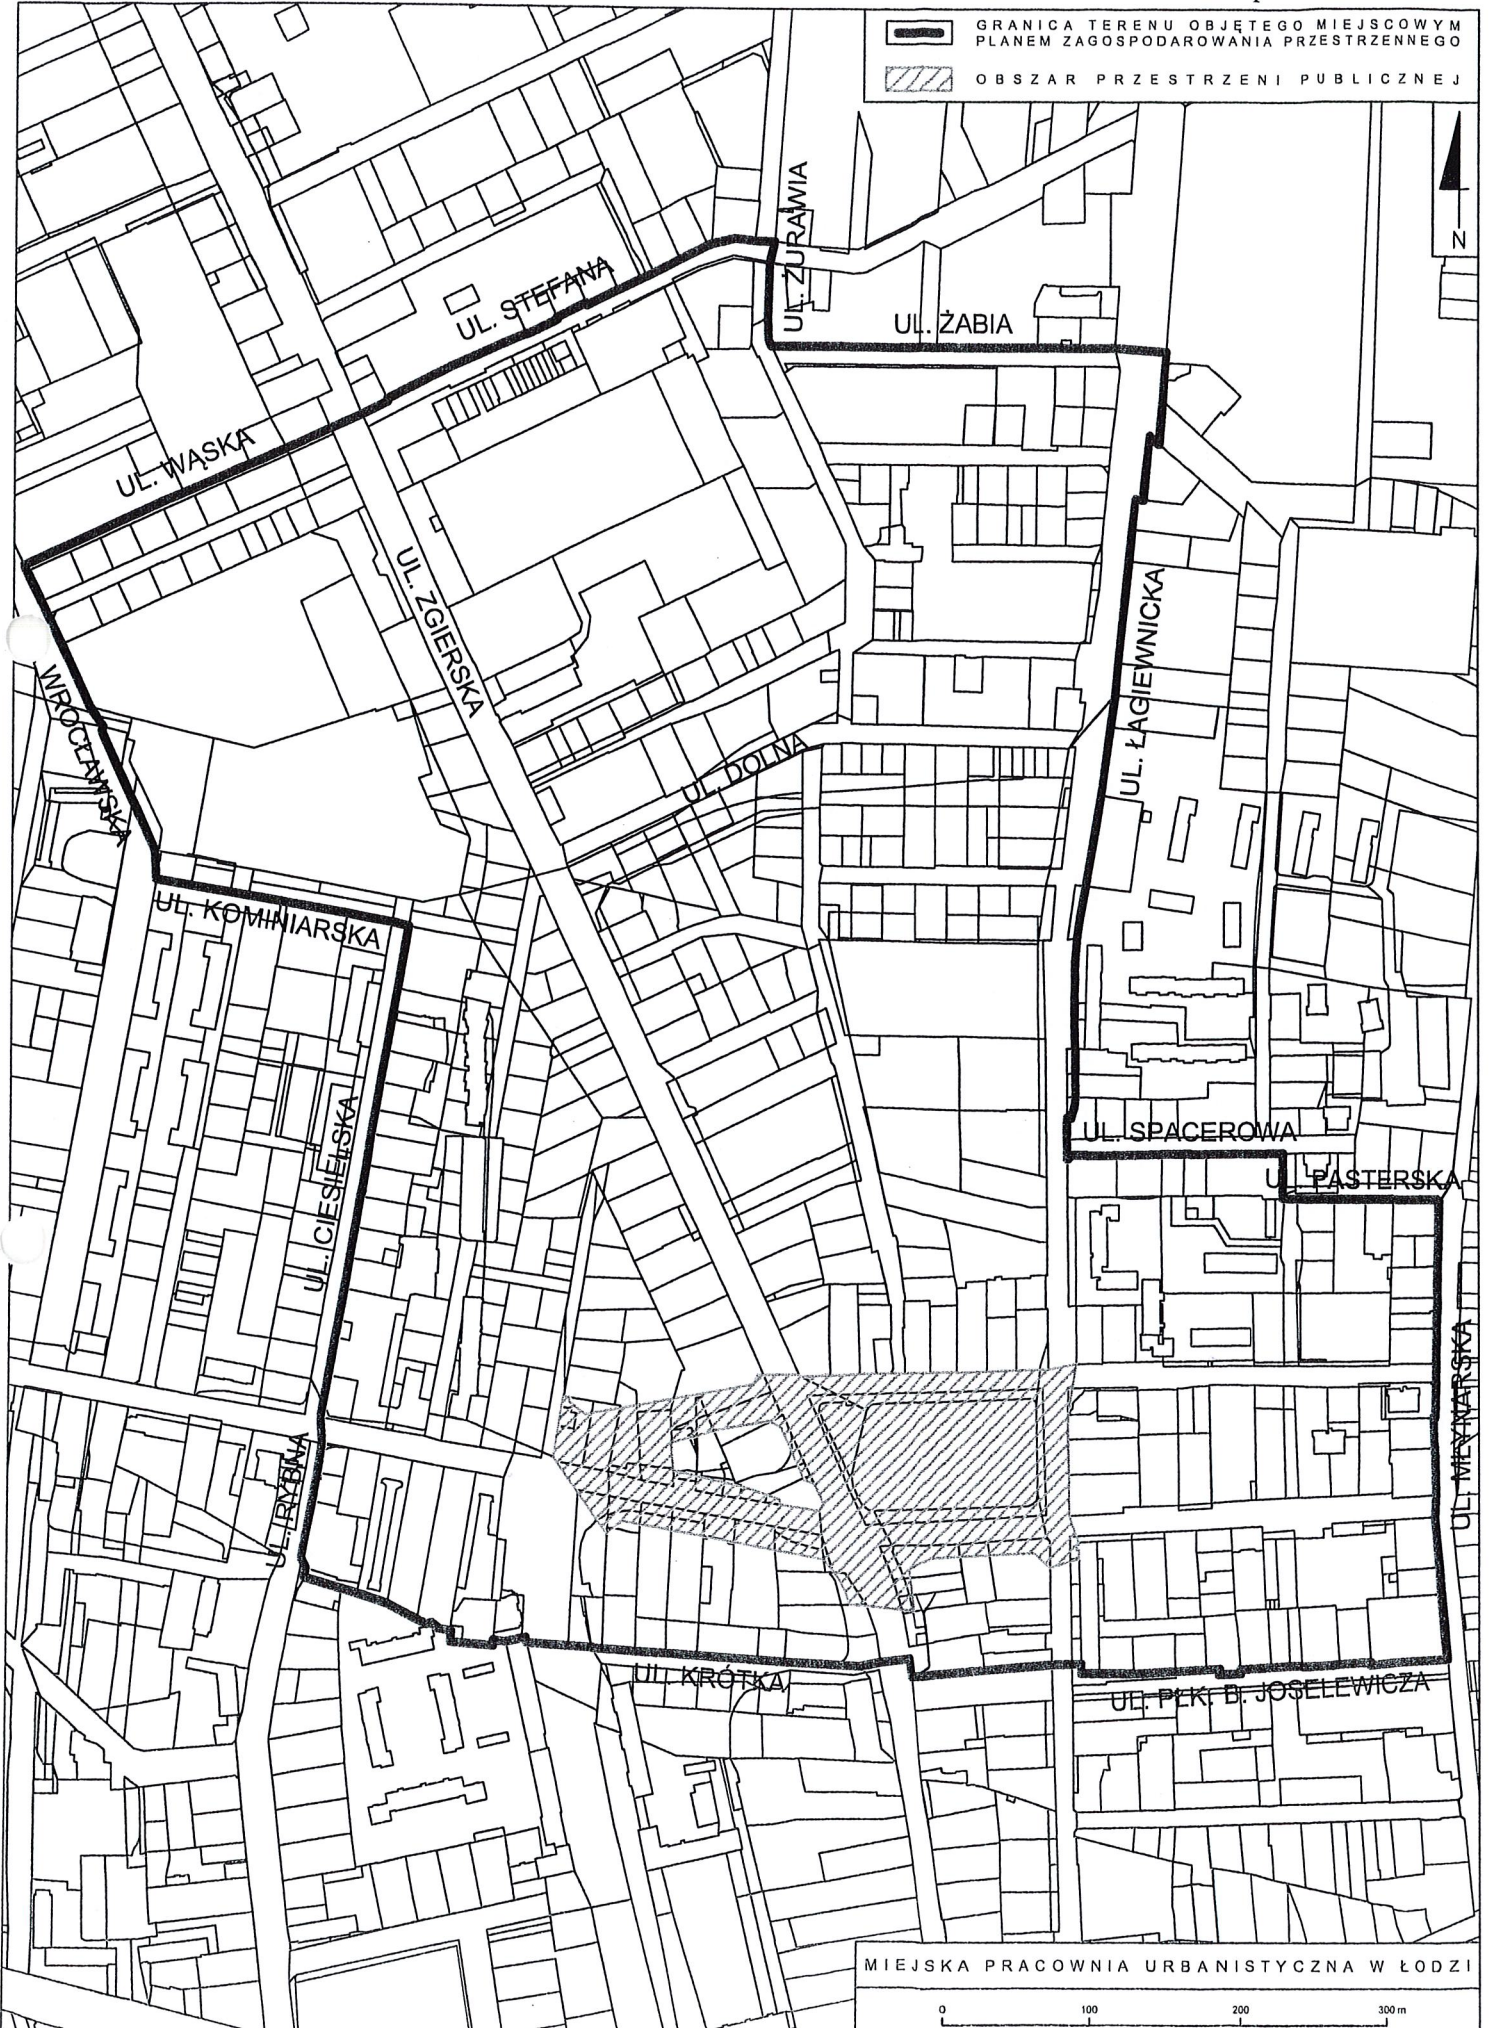 GRANICA TERENU OBJĘTEGO MIEJSCOWYM
PLANEM ZAGOSPODAROWANIA PRZESTRZENNEGO
OBSZAR PRZESTRZENI PUBLICZNEJ
N
UL. ŻURAWIA
UL. STEFANA
UL. ŻABIA
UL. WĄSKA
UL. ZGIERSKA
UL. ŁAGIEWNICKA
WROCŁAWSKA
UL. DOLNA
UL. KOMINIARSKA
UL. CIESIELSKA
UL. SPACEROWA
UL. PASTERSKA
UL. MŁYNARSKA
UL. RYBNA
UL. KRÓTKA
UL. PŁK. B. JOSELEWICZA
MIEJSKA PRACOWNIA URBANISTYCZNA W ŁODZI
0 100 200 300 m